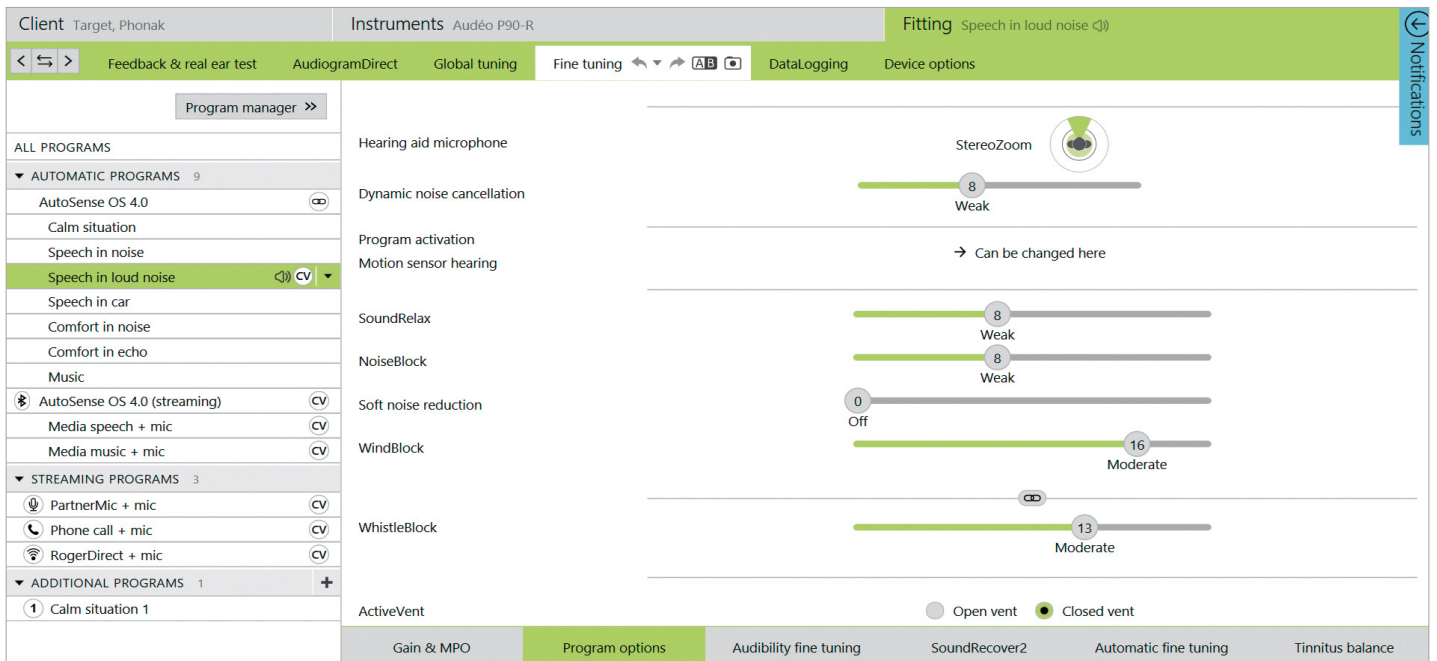 Client Target, Phonak
Instruments Audéo P90-R
Fitting Speech in loud noise
Notifications
Feedback & real ear test
AudiogramDirect
Global tuning
Fine tuning
AB
DataLogging
Device options
Program manager
ALL PROGRAMS
AUTOMATIC PROGRAMS 9
AutoSense OS 4.0
Calm situation
Speech in noise
Speech in loud noise CV
Speech in car
Comfort in noise
Comfort in echo
Music
AutoSense OS 4.0 (streaming) CV
Media speech + mic CV
Media music + mic CV
STREAMING PROGRAMS 3
PartnerMic + mic CV
Phone call + mic CV
RogerDirect + mic CV
ADDITIONAL PROGRAMS 1 +
1 Calm situation 1
Hearing aid microphone
StereoZoom
Dynamic noise cancellation
8
Weak
Program activation
Motion sensor hearing
→ Can be changed here
SoundRelax
8
Weak
NoiseBlock
8
Weak
Soft noise reduction
0
Off
WindBlock
16
Moderate
WhistleBlock
13
Moderate
ActiveVent
Open vent
Closed vent
Gain & MPO
Program options
Audibility fine tuning
SoundRecover2
Automatic fine tuning
Tinnitus balance